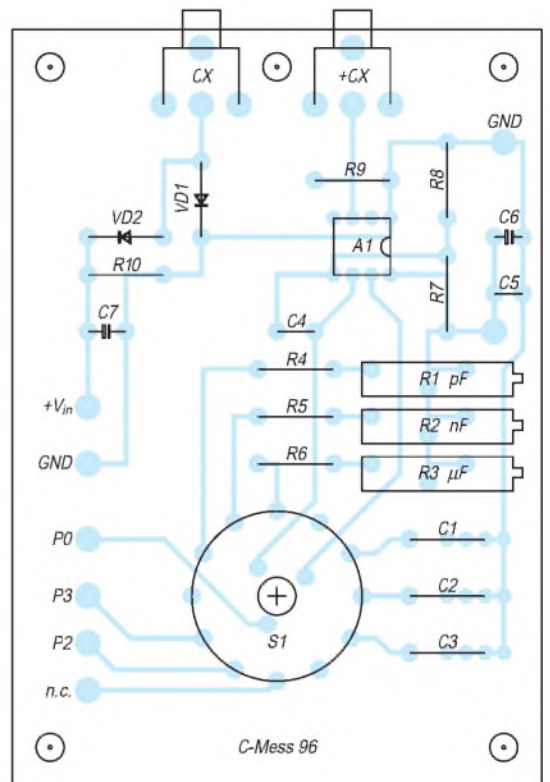 CX +CX
GND
R9
R8
VD1
C6
VD2
A1
R10
R7
C5
C7
C4
R4
R1 pF
+Vin
R5
R2 nF
GND
R6
R3 μF
P0
C1
P3
C2
P2
S1
C3
n.c.
C-Mess 96